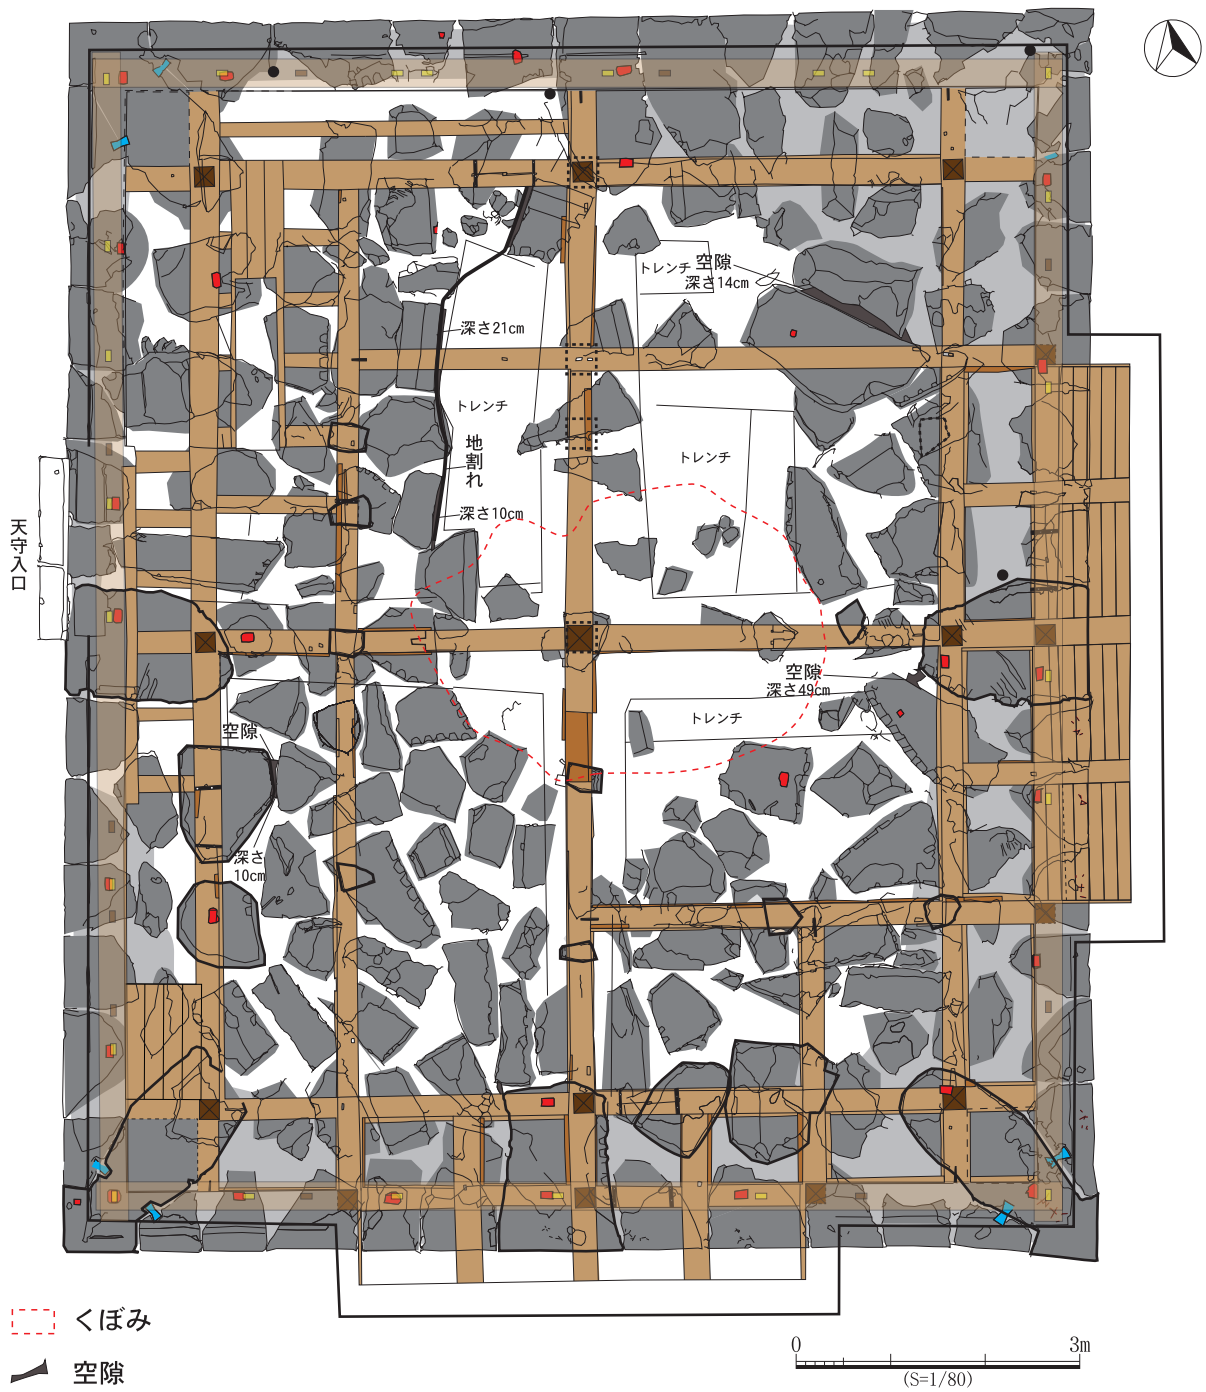 トレンチ
空隙
深さ14cm
深さ21cm
トレンチ
地割れ
トレンチ
深さ10cm
天守入口
空隙
深さ49cm
トレンチ
空隙
深さ
10cm
くぼみ
空隙
0
3m
(S=1/80)